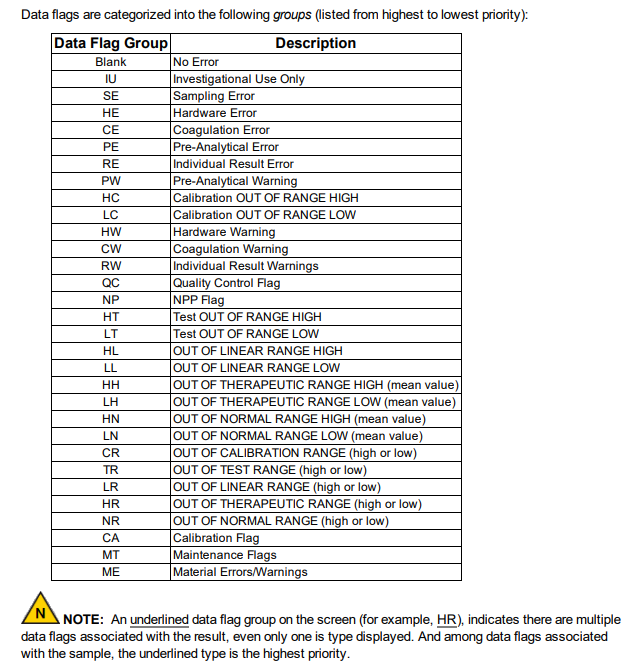 Data flags are categorized into the following groups (listed from highest to lowest priority):
Data Flag Group Description
Blank No Error
IU Investigational Use Only
SE Sampling Error
HE Hardware Error
CE Coagulation Error
PE Pre-Analytical Error
RE Individual Result Error
PW Pre-Analytical Warning
HC Calibration OUT OF RANGE HIGH
LC Calibration OUT OF RANGE LOW
HW Hardware Warning
CW Coagulation Warning
RW Individual Result Warnings
QC Quality Control Flag
NP NPP Flag
HT Test OUT OF RANGE HIGH
LT Test OUT OF RANGE LOW
HL OUT OF LINEAR RANGE HIGH
LL OUT OF LINEAR RANGE LOW
HH OUT OF THERAPEUTIC RANGE HIGH (mean value)
LH OUT OF THERAPEUTIC RANGE LOW (mean value)
HN OUT OF NORMAL RANGE HIGH (mean value)
LN OUT OF NORMAL RANGE LOW (mean value)
CR OUT OF CALIBRATION RANGE (high or low)
TR OUT OF TEST RANGE (high or low)
LR OUT OF LINEAR RANGE (high or low)
HR OUT OF THERAPEUTIC RANGE (high or low)
NR OUT OF NORMAL RANGE (high or low)
CA Calibration Flag
MT Maintenance Flags
ME Material Errors/Warnings
N NOTE: An underlined data flag group on the screen (for example, HR), indicates there are multiple
data flags associated with the result, even only one is type displayed. And among data flags associated
with the sample, the underlined type is the highest priority.